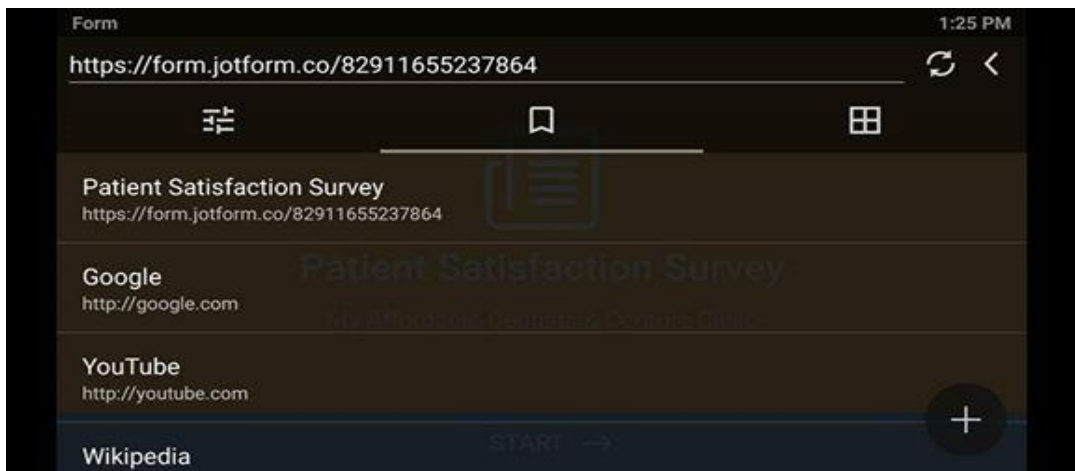 Form
1:25 PM
https://form.jotform.co/82911655237864
Patient Satisfaction Survey
https://form.jotform.co/82911655237864
Google
http://google.com
Patient Satisfaction Survey
YouTube
http://youtube.com
START →
Wikipedia